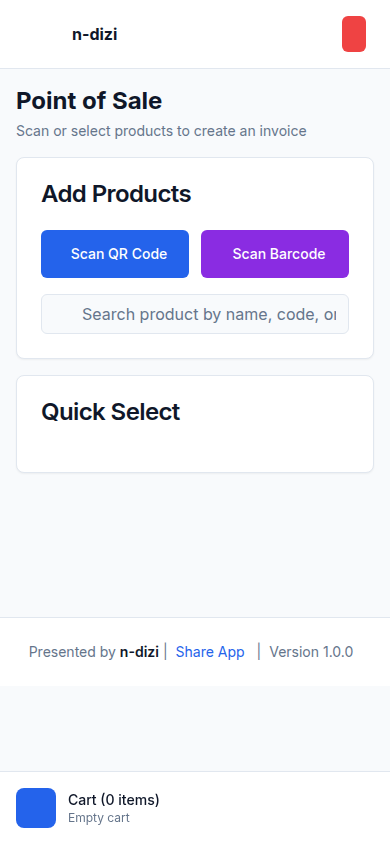 n-dizi
Point of Sale
Scan or select products to create an invoice
Add Products
Scan QR Code
Scan Barcode
Search product by name, code, or
Quick Select
Presented by n-dizi | Share App | Version 1.0.0
Cart (0 items)
Empty cart